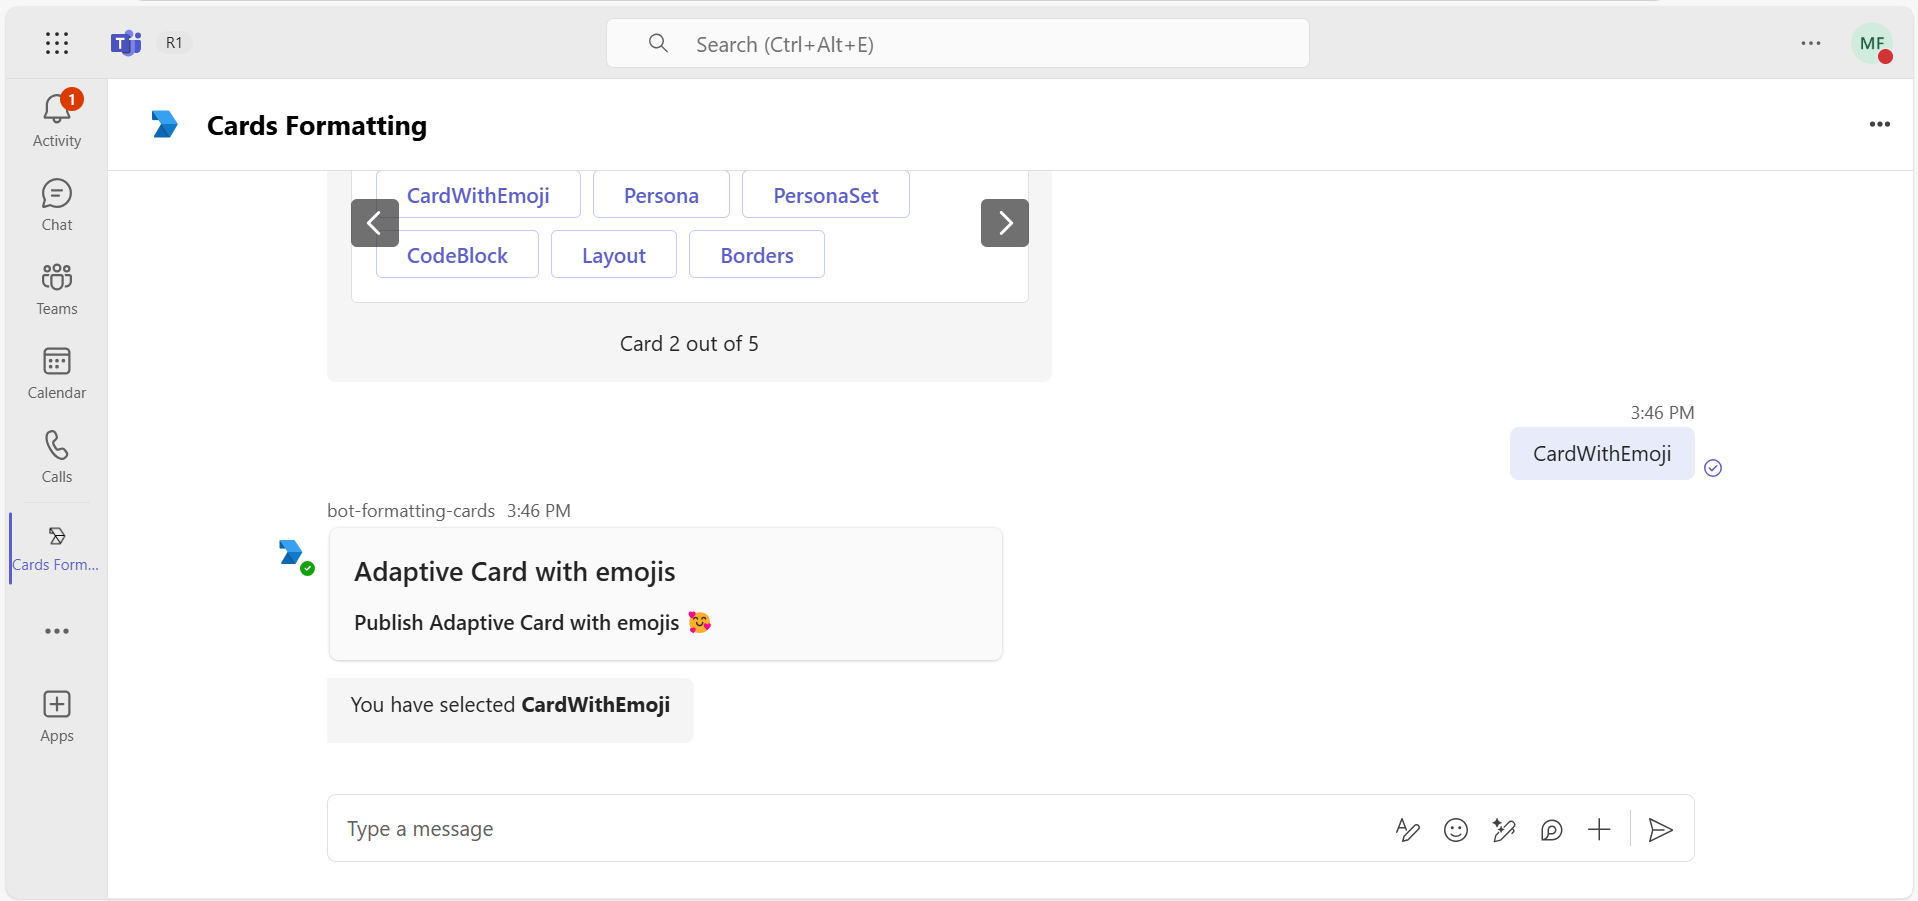 R1
Search (Ctrl+Alt+E)
MF
1
Activity
Chat
Teams
Calendar
Calls
Cards Form...
Apps
Cards Formatting
CardWithEmoji Persona PersonaSet
CodeBlock Layout Borders
Card 2 out of 5
3:46 PM
CardWithEmoji
bot-formatting-cards 3:46 PM
Adaptive Card with emojis
Publish Adaptive Card with emojis 🥰
You have selected CardWithEmoji
Type a message